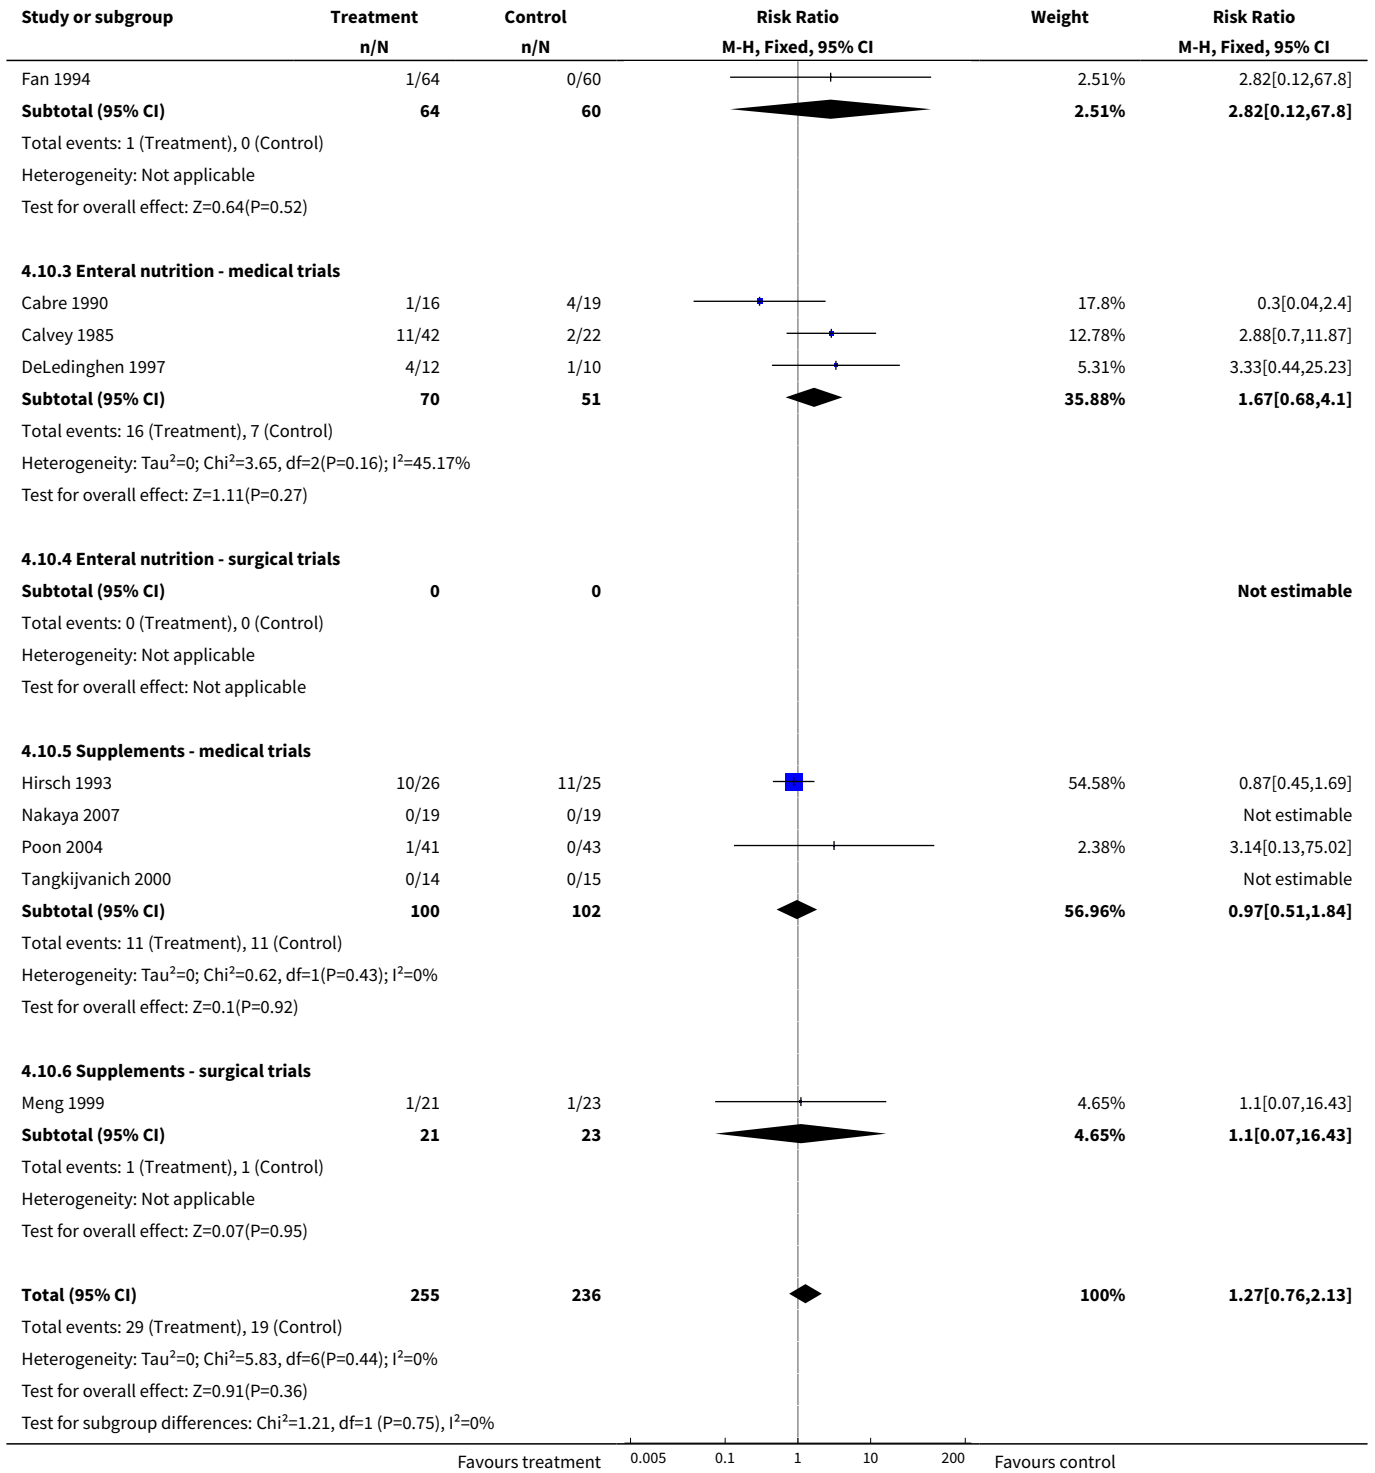 Study or subgroup Treatment Control Risk Ratio Weight Risk Ratio
n/N n/N M-H, Fixed, 95% CI M-H, Fixed, 95% CI
Fan 1994 1/64 0/60 2.51% 2.82[0.12,67.8]
Subtotal (95% CI) 64 60 2.51% 2.82[0.12,67.8]
Total events: 1 (Treatment), 0 (Control)
Heterogeneity: Not applicable
Test for overall effect: Z=0.64(P=0.52)
4.10.3 Enteral nutrition - medical trials
Cabre 1990 1/16 4/19 17.8% 0.3[0.04,2.4]
Calvey 1985 11/42 2/22 12.78% 2.88[0.7,11.87]
DeLedinghen 1997 4/12 1/10 5.31% 3.33[0.44,25.23]
Subtotal (95% CI) 70 51 35.88% 1.67[0.68,4.1]
Total events: 16 (Treatment), 7 (Control)
Heterogeneity: Tau²=0; Chi²=3.65, df=2(P=0.16); I²=45.17%
Test for overall effect: Z=1.11(P=0.27)
4.10.4 Enteral nutrition - surgical trials
Subtotal (95% CI) 0 0 Not estimable
Total events: 0 (Treatment), 0 (Control)
Heterogeneity: Not applicable
Test for overall effect: Not applicable
4.10.5 Supplements - medical trials
Hirsch 1993 10/26 11/25 54.58% 0.87[0.45,1.69]
Nakaya 2007 0/19 0/19 Not estimable
Poon 2004 1/41 0/43 2.38% 3.14[0.13,75.02]
Tangkijvanich 2000 0/14 0/15 Not estimable
Subtotal (95% CI) 100 102 56.96% 0.97[0.51,1.84]
Total events: 11 (Treatment), 11 (Control)
Heterogeneity: Tau²=0; Chi²=0.62, df=1(P=0.43); I²=0%
Test for overall effect: Z=0.1(P=0.92)
4.10.6 Supplements - surgical trials
Meng 1999 1/21 1/23 4.65% 1.1[0.07,16.43]
Subtotal (95% CI) 21 23 4.65% 1.1[0.07,16.43]
Total events: 1 (Treatment), 1 (Control)
Heterogeneity: Not applicable
Test for overall effect: Z=0.07(P=0.95)
Total (95% CI) 255 236 100% 1.27[0.76,2.13]
Total events: 29 (Treatment), 19 (Control)
Heterogeneity: Tau²=0; Chi²=5.83, df=6(P=0.44); I²=0%
Test for overall effect: Z=0.91(P=0.36)
Test for subgroup differences: Chi²=1.21, df=1 (P=0.75), I²=0%
Favours treatment 0.005 0.1 1 10 200 Favours control